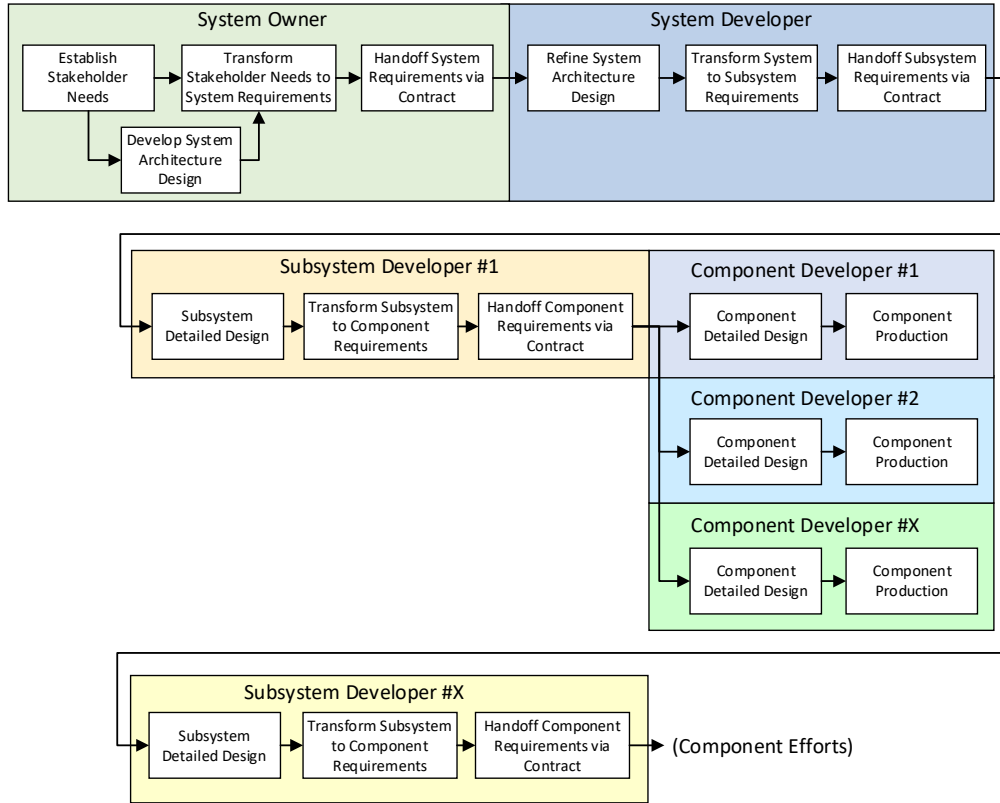 System Owner
Establish
Stakeholder
Needs
Transform
Stakeholder Needs to
System Requirements
Handoff System
Requirements via
Contract
Develop System
Architecture
Design
System Developer
Refine System
Architecture
Design
Transform System
to Subsystem
Requirements
Handoff Subsystem
Requirements via
Contract
Subsystem Developer #1
Subsystem
Detailed Design
Transform Subsystem
to Component
Requirements
Handoff Component
Requirements via
Contract
Component Developer #1
Component
Detailed Design
Component
Production
Component Developer #2
Component
Detailed Design
Component
Production
Component Developer #X
Component
Detailed Design
Component
Production
Subsystem Developer #X
Subsystem
Detailed Design
Transform Subsystem
to Component
Requirements
Handoff Component
Requirements via
Contract
(Component Efforts)